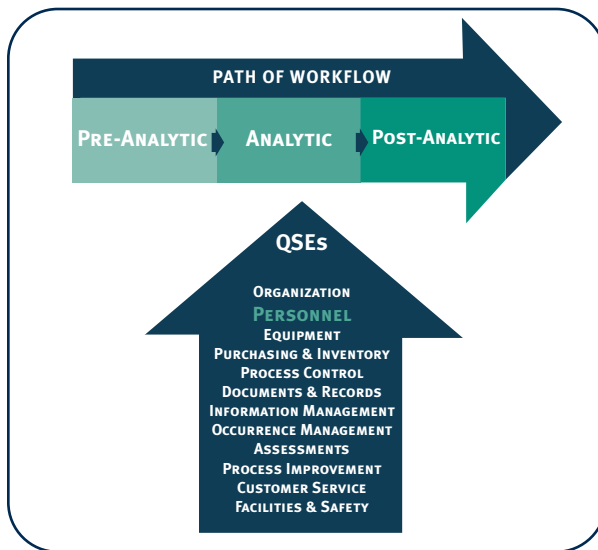 PATH OF WORKFLOW
PRE-ANALYTIC
ANALYTIC
POST-ANALYTIC
QSEs
ORGANIZATION
PERSONNEL
EQUIPMENT
PURCHASING & INVENTORY
PROCESS CONTROL
DOCUMENTS & RECORDS
INFORMATION MANAGEMENT
OCCURRENCE MANAGEMENT
ASSESSMENTS
PROCESS IMPROVEMENT
CUSTOMER SERVICE
FACILITIES & SAFETY